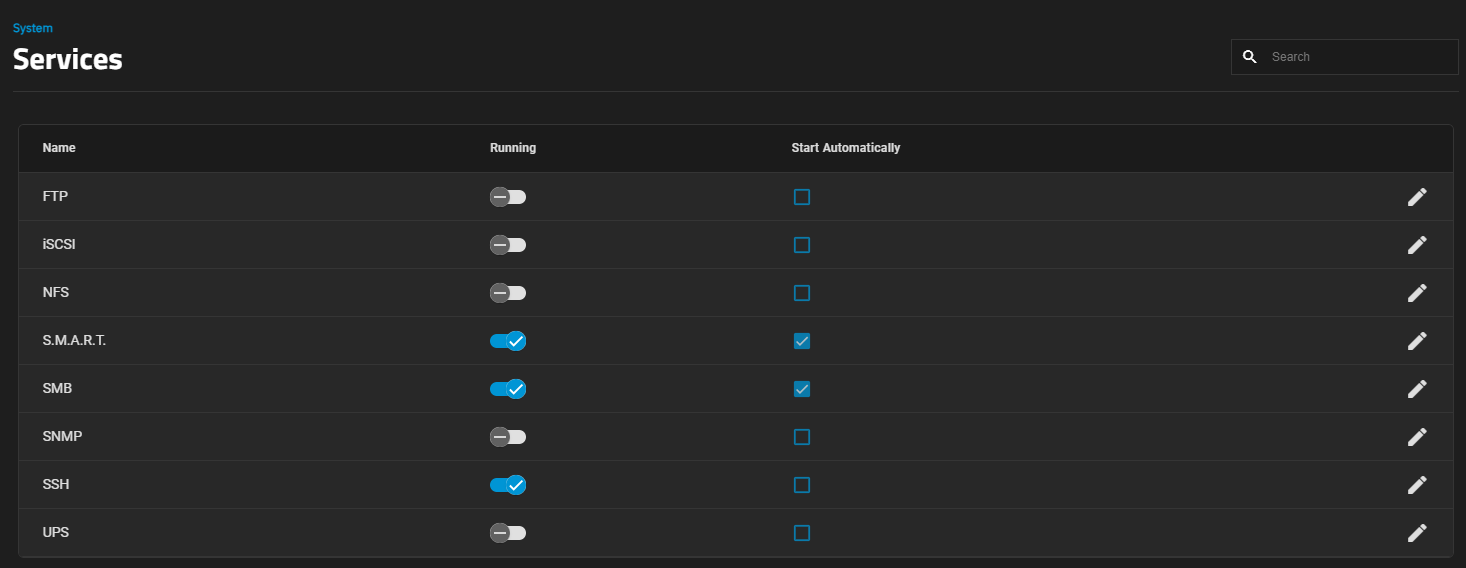 System
Services
Search
Name Running Start Automatically
FTP
iSCSI
NFS
S.M.A.R.T.
SMB
SNMP
SSH
UPS